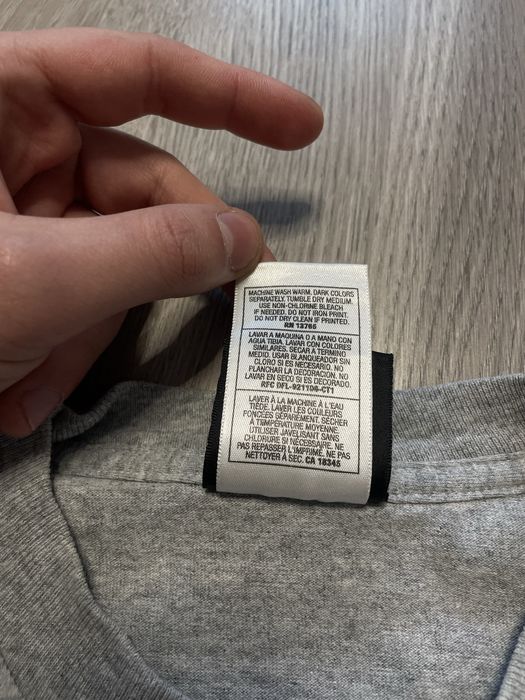 MACHINE WASH WARM, DARK COLORS
SEPARATELY, TUMBLE DRY MEDIUM.
USE NON-CHLORINE BLEACH
IF NEEDED. DO NOT IRON PRINT.
DO NOT DRY CLEAN IF PRINTED.
RN 13765
LAVAR A MAQUINA O A MANO CON
AGUA TIBIA. LAVAR CON COLORES
SIMILARES. SECAR A TERMINO
MEDIO. USAR BLANQUEADOR SIN
CLORO SI ES NECESARIO. NO
PLANCHAR LA DECORACION. NO
LAVAR EN SECO SI ES DECORADO.
RFC DFL-921106-CT1
LAVER À LA MACHINE À L'EAU
TIÈDE. LAVER LES COULEURS
FONCÉES SÉPARÉMENT. SÉCHER
À TEMPÉRATURE MOYENNE
UTILISER JAVELISANT SANS
CHLORURE SI NÉCESSAIRE. NE
PAS REPASSER L'IMPRIMÉ. NE PAS
NETTOYER À SEC. CA 18345